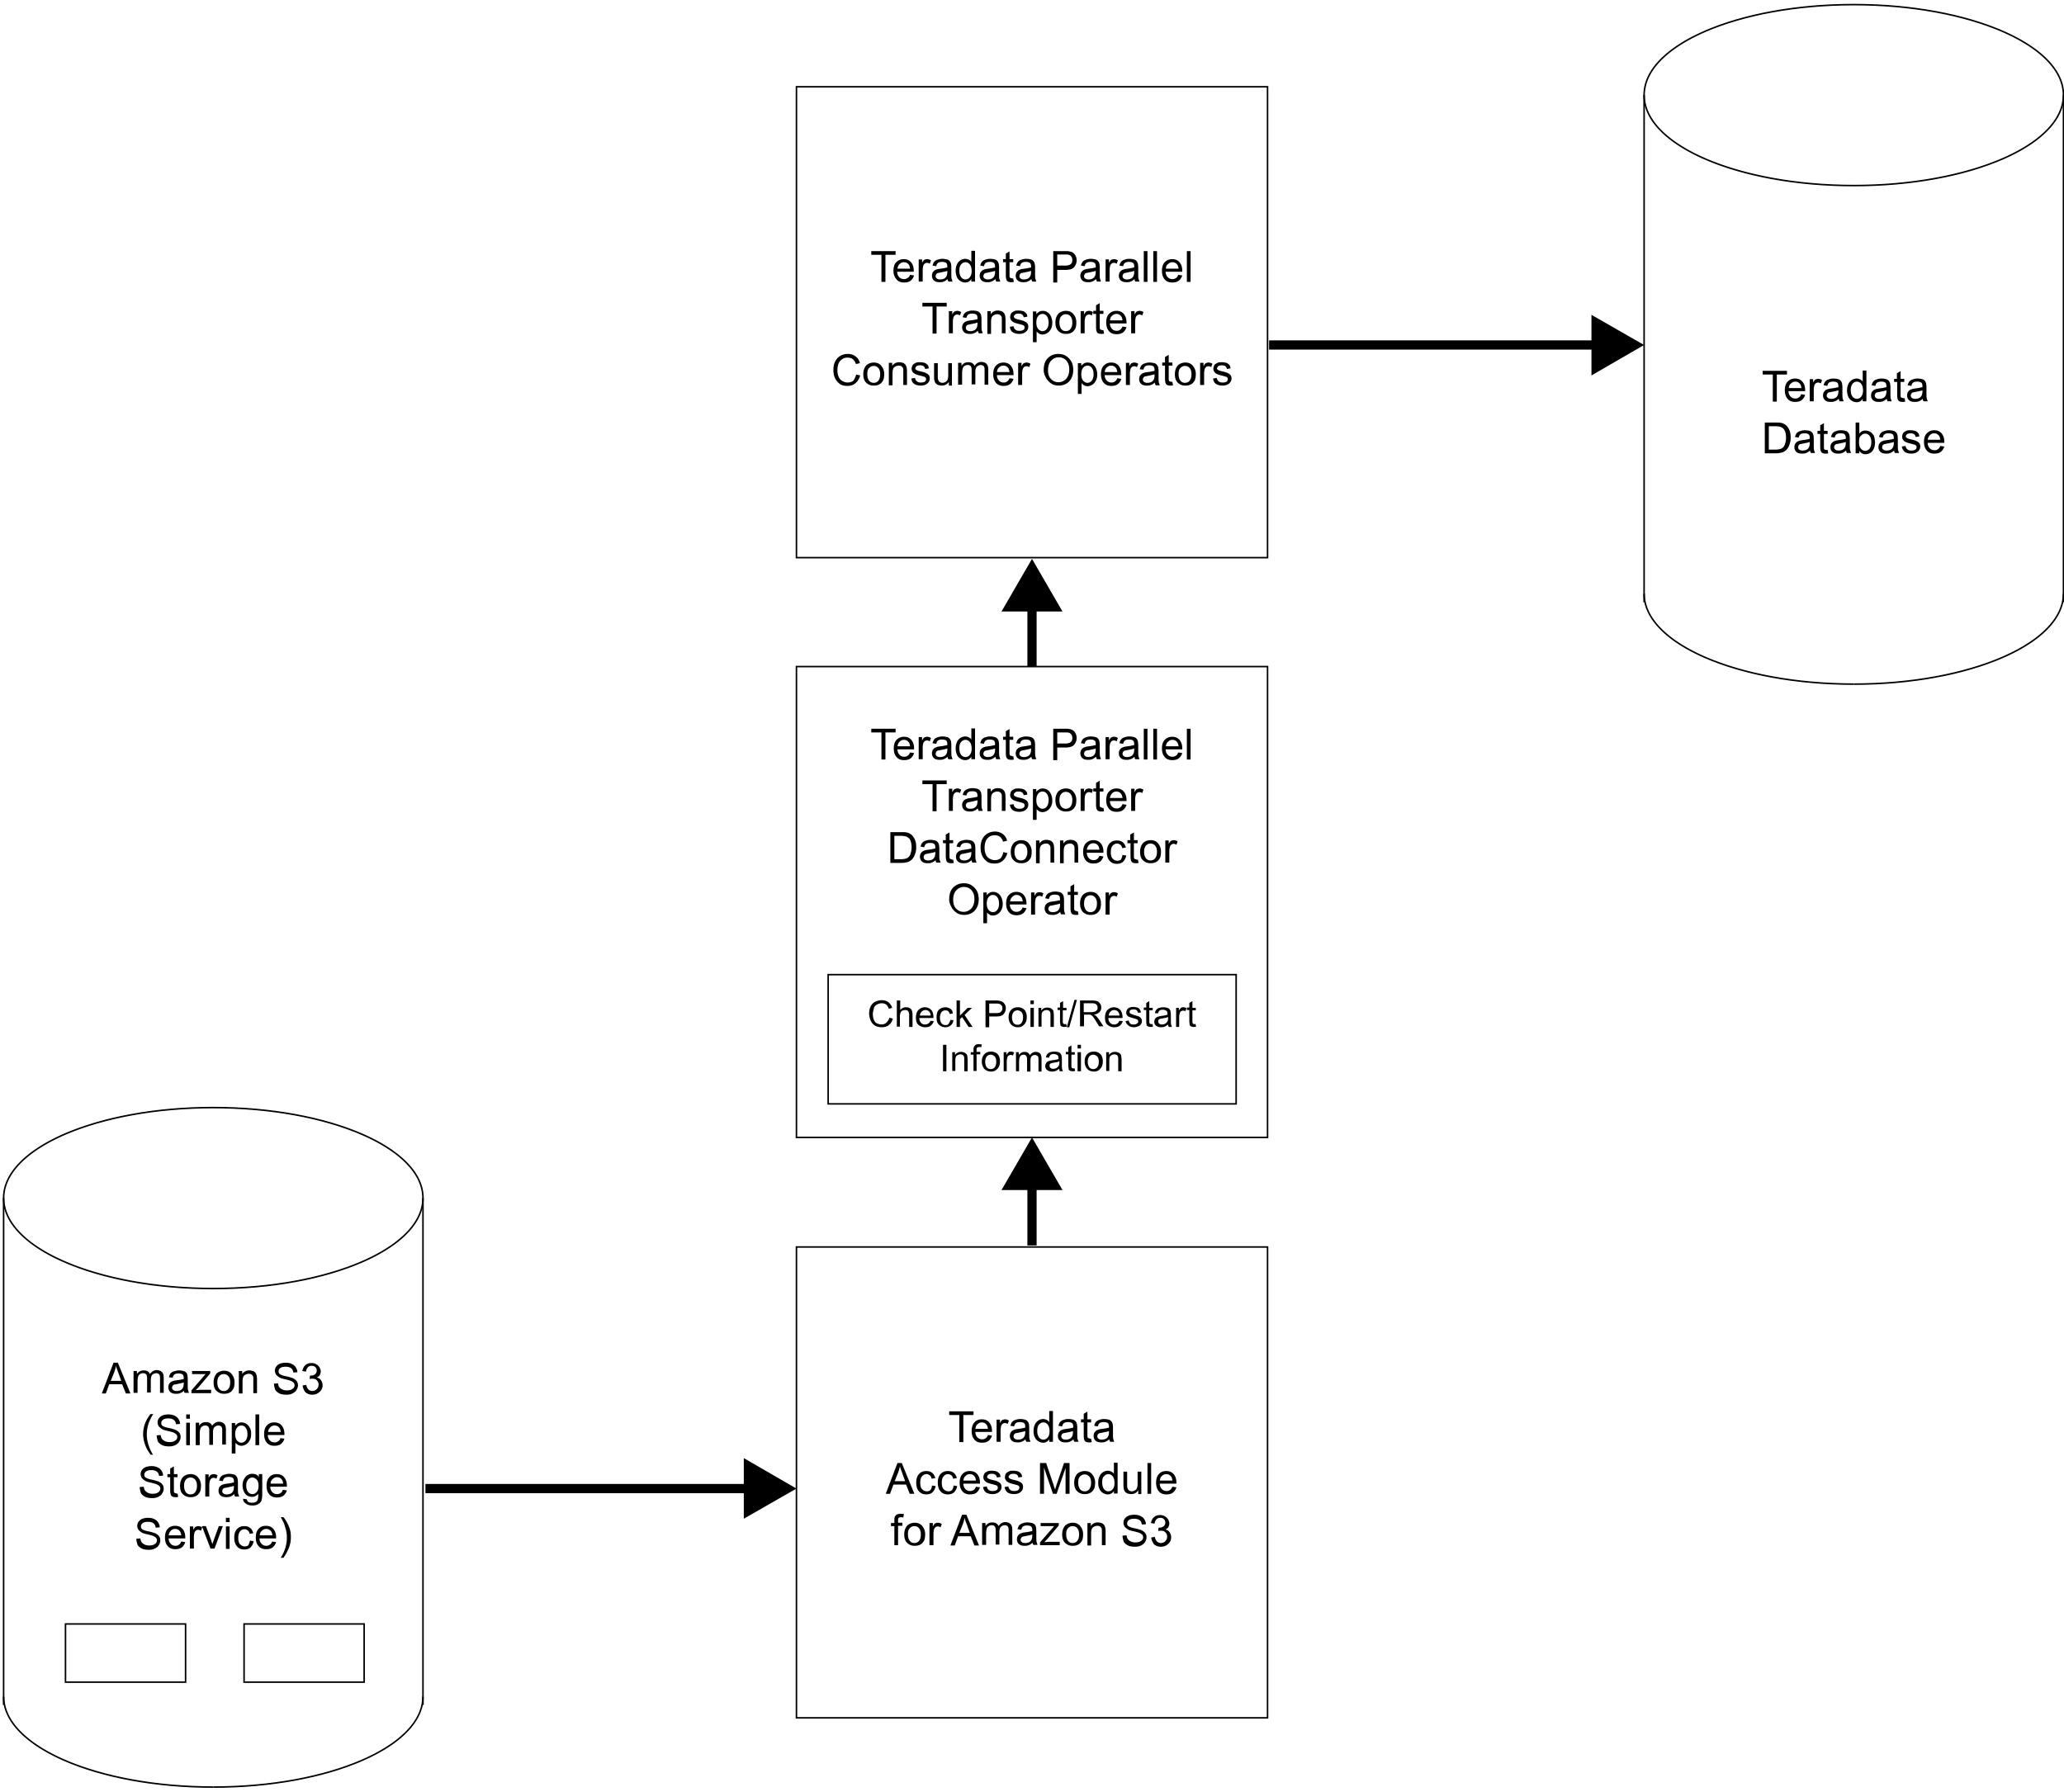 Teradata Parallel
Transporter
Consumer Operators
Teradata
Database
Teradata Parallel
Transporter
DataConnector
Operator
Check Point/Restart
Information
Amazon S3
(Simple
Storage
Service)
Teradata
Access Module
for Amazon S3